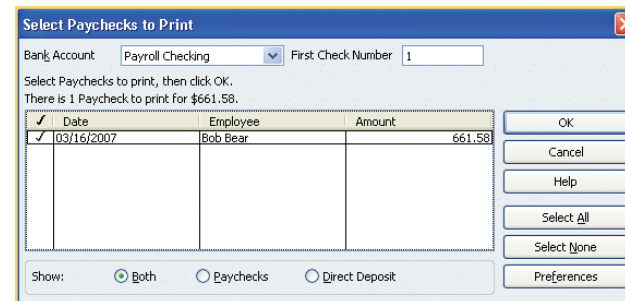 Select Paychecks to Print
Bank Account Payroll Checking First Check Number 1
Select Paychecks to print, then click OK.
There is 1 Paycheck to print for $661.58.
✓ Date Employee Amount
✓ 03/16/2007 Bob Bear 661.58
OK
Cancel
Help
Select All
Select None
Show: Both Paychecks Direct Deposit Preferences